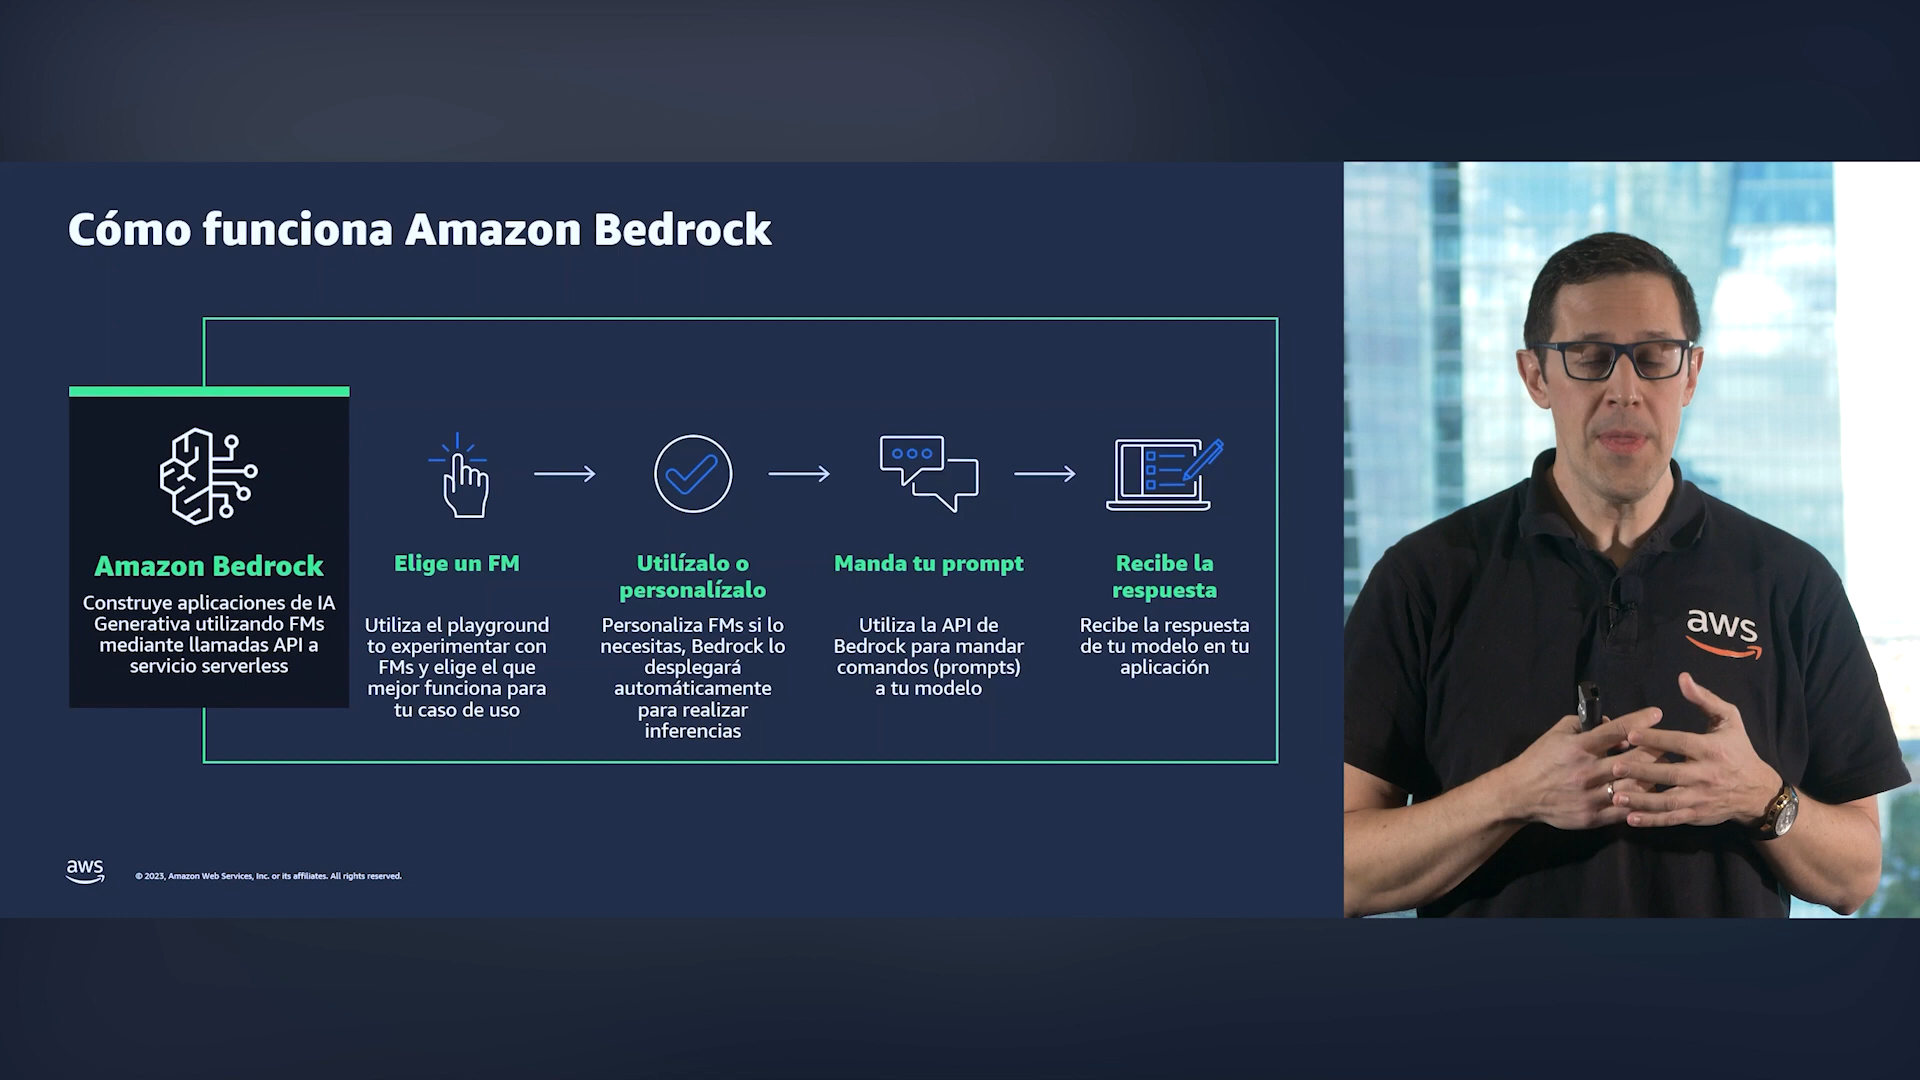 Cómo funciona Amazon Bedrock
Amazon Bedrock
Construye aplicaciones de IA
Generativa utilizando FMs
mediante llamadas API a
servicio serverless
Elige un FM
Utiliza el playground
to experimentar con
FMs y elige el que
mejor funciona para
tu caso de uso
Utilízalo o
personalízalo
Personaliza FMs si lo
necesitas, Bedrock lo
desplegará
automáticamente
para realizar
inferencias
Manda tu prompt
Utiliza la API de
Bedrock para mandar
comandos (prompts)
a tu modelo
Recibe la
respuesta
Recibe la respuesta
de tu modelo en tu
aplicación
aws
© 2023, Amazon Web Services, Inc. or its affiliates. All rights reserved.
aws